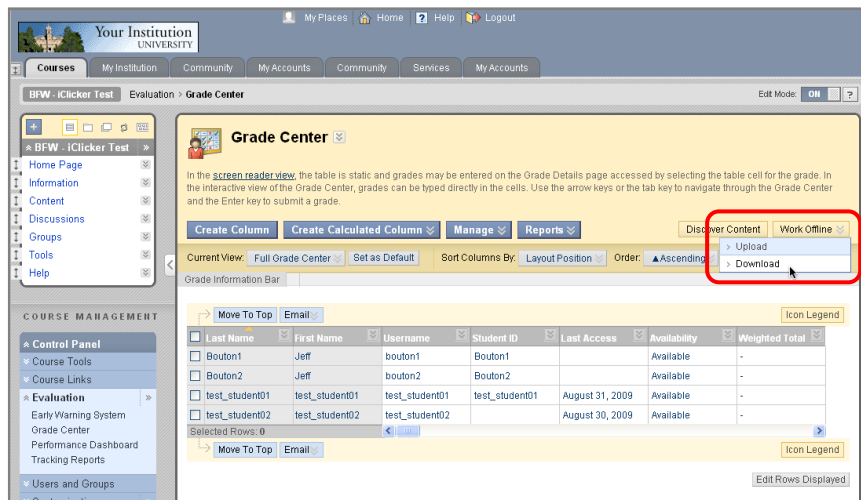 My Places Home ? Help Logout
Your Institution
UNIVERSITY
Courses My Institution Community My Accounts Community Services My Accounts
BFW - iClicker Test Evaluation > Grade Center Edit Mode: ON ?
BFW - iClicker Test
Home Page
Information
Content
Discussions
Groups
Tools
Help
COURSE MANAGEMENT
Control Panel
Course Tools
Course Links
Evaluation
Early Warning System
Grade Center
Performance Dashboard
Tracking Reports
Users and Groups
Grade Center
In the screen reader view, the table is static and grades may be entered on the Grade Details page accessed by selecting the table cell for the grade. In
the interactive view of the Grade Center, grades can be typed directly in the cells. Use the arrow keys or the tab key to navigate through the Grade Center
and the Enter key to submit a grade.
Create Column Create Calculated Column Manage Reports Discover Content Work Offline
> Upload
> Download
Current View: Full Grade Center Set as Default Sort Columns By: Layout Position Order: ▲Ascending
Grade Information Bar
Move To Top Email Icon Legend
Last Name First Name Username Student ID Last Access Availability Weighted Total
Bouton1 Jeff bouton1 Bouton1 Available -
Bouton2 Jeff bouton2 Bouton2 Available -
test_student01 test_student01 test_student01 test_student01 August 31, 2009 Available -
test_student02 test_student02 test_student02 August 30, 2009 Available -
Selected Rows: 0
Move To Top Email Icon Legend
Edit Rows Displayed